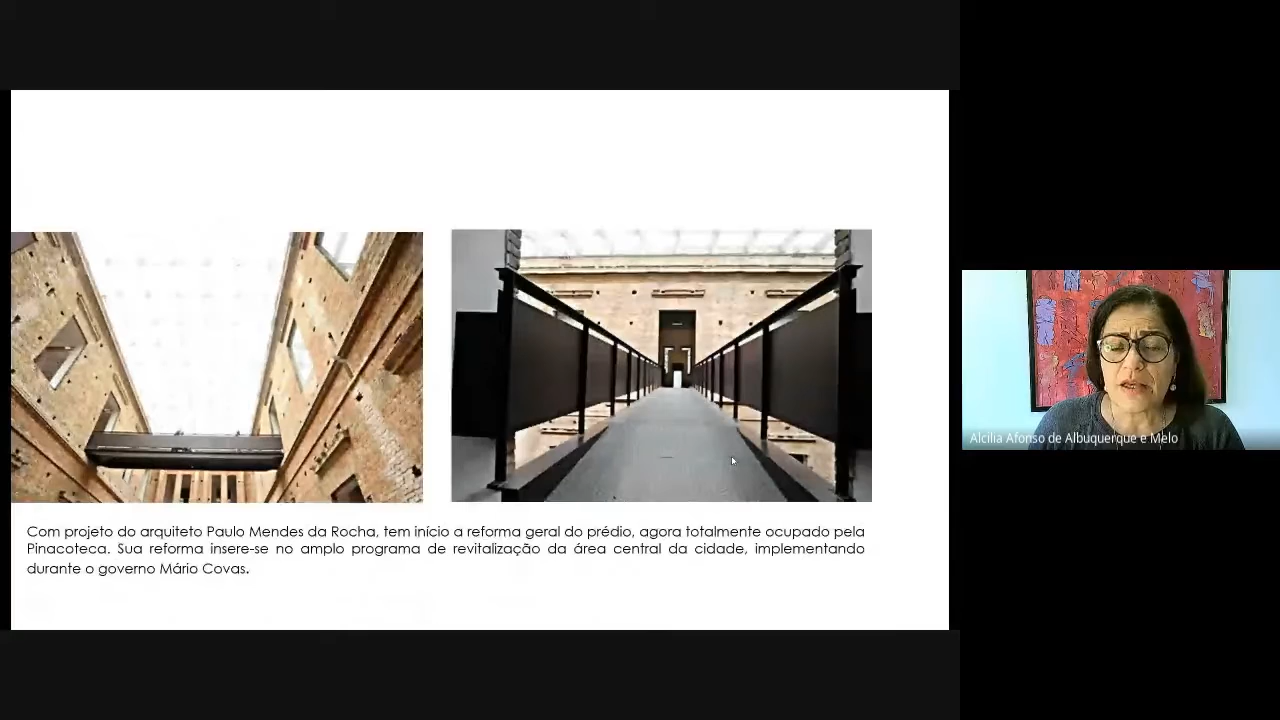 Com projeto do arquiteto Paulo Mendes da Rocha, tem início a reforma geral do prédio, agora totalmente ocupado pela
Pinacoteca. Sua reforma insere-se no amplo programa de revitalização da área central da cidade, implementando
durante o governo Mário Covas.
Alcilia Afonso de Albuquerque e Melo